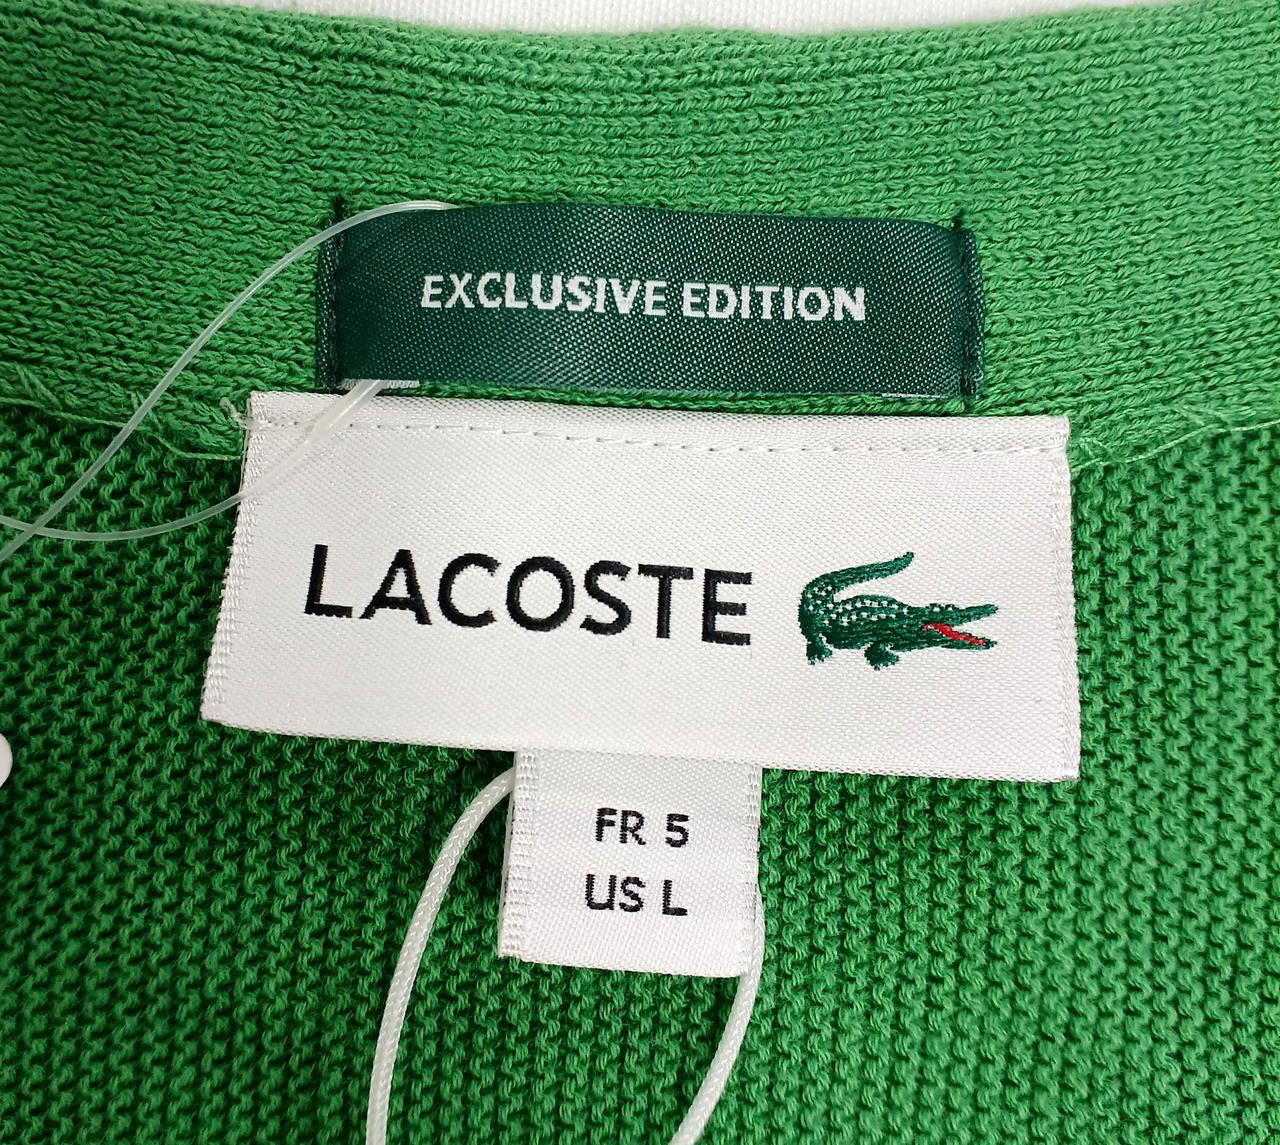 EXCLUSIVE EDITION
LACOSTE
FR 5
US L